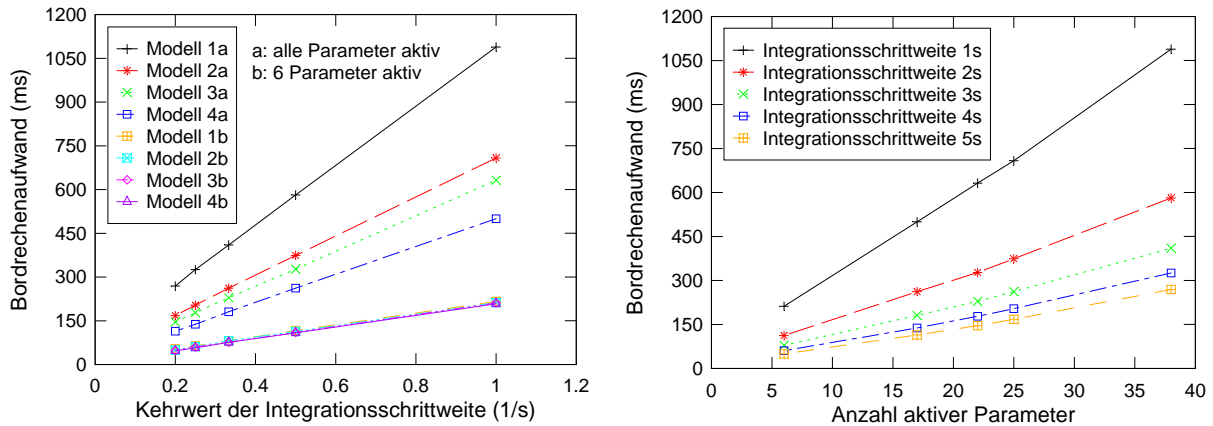 1200
1050
900
750
600
450
300
150
0
Bordrechenaufwand (ms)
Modell 1a
Modell 2a
Modell 3a
Modell 4a
Modell 1b
Modell 2b
Modell 3b
Modell 4b
a: alle Parameter aktiv
b: 6 Parameter aktiv
0 0.2 0.4 0.6 0.8 1 1.2
Kehrwert der Integrationsschrittweite (1/s)
1200
1050
900
750
600
450
300
150
0
Bordrechenaufwand (ms)
Integrationsschrittweite 1s
Integrationsschrittweite 2s
Integrationsschrittweite 3s
Integrationsschrittweite 4s
Integrationsschrittweite 5s
0 5 10 15 20 25 30 35 40
Anzahl aktiver Parameter